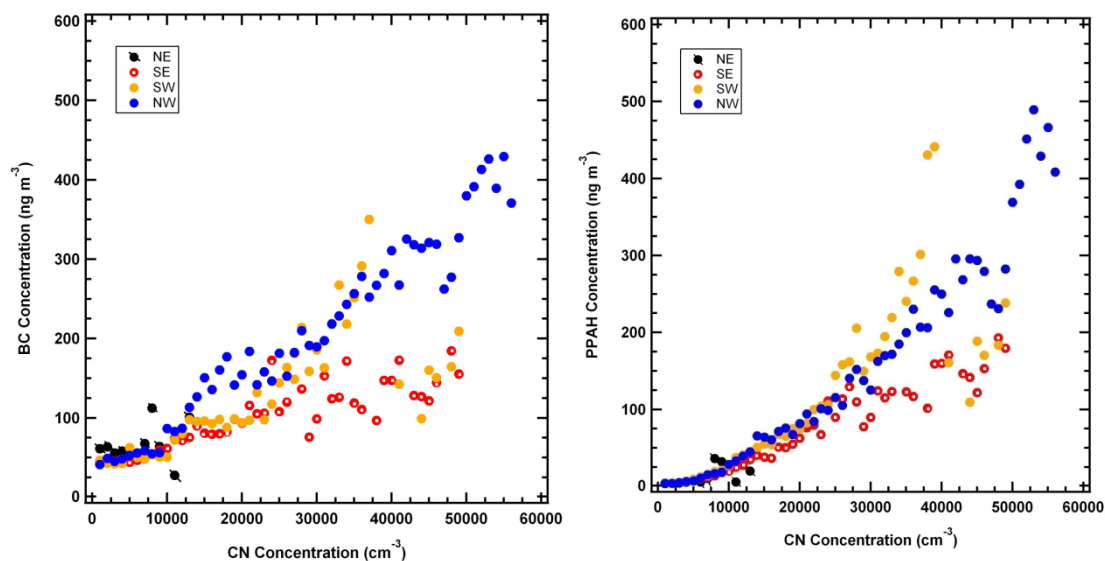 600
500
400
300
200
100
0
BC Concentration (ng m⁻³)
NE
SE
SW
NW
0 10000 20000 30000 40000 50000 60000
CN Concentration (cm⁻³)
600
500
400
300
200
100
0
PPAH Concentration (ng m⁻³)
NE
SE
SW
NW
0 10000 20000 30000 40000 50000 60000
CN Concentration (cm⁻³)